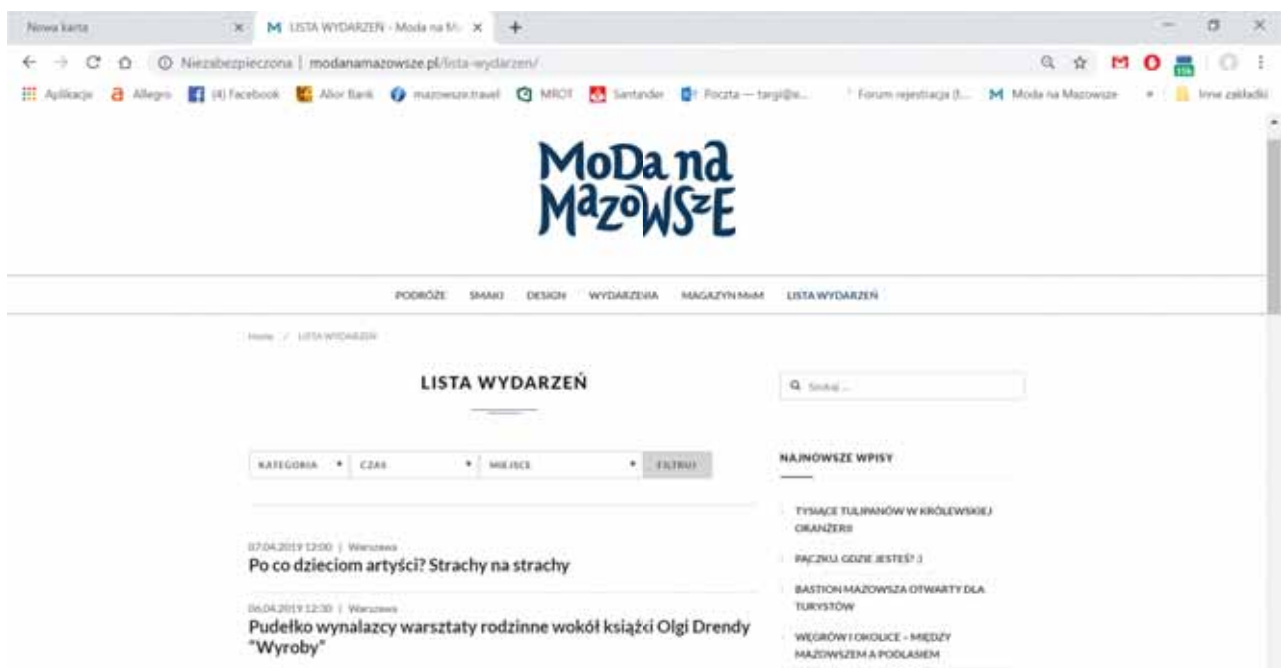 Nowa karta
LISTA WYDARZEŃ - Moda na M
Niezabezpieczona | modanamazowsze.pl/lista-wydarzen/
Aplikacje Allegro (4) Facebook Alior Bank mazowsze.travel MROT Santander Poczta — targi@ Forum rejestracja Moda na Mazowsze » Inne zakładki
MoDa na
MazoWSzE
PODRÓŻE SMAKI DESIGN WYDARZENIA MAGAZYN MnM LISTA WYDARZEŃ
Home / LISTA WYDARZEŃ
LISTA WYDARZEŃ
Szukaj ...
KATEGORIA CZAS MIEJSCE FILTRUJ
NAJNOWSZE WPISY
TYSIĄCE TULIPANÓW W KRÓLEWSKIEJ
ORANŻERII
07.04.2019 12:00 | Warszawa
Po co dzieciom artyści? Strachy na strachy
PĄCZKU, GDZIE JESTEŚ? :)
BASTION MAZOWSZA OTWARTY DLA
TURYSTÓW
06.04.2019 12:30 | Warszawa
Pudełko wynalazcy warsztaty rodzinne wokół książki Olgi Drendy
"Wyroby"
WĘGRÓW I OKOLICE – MIĘDZY
MAZOWSZEM A PODLASIEM